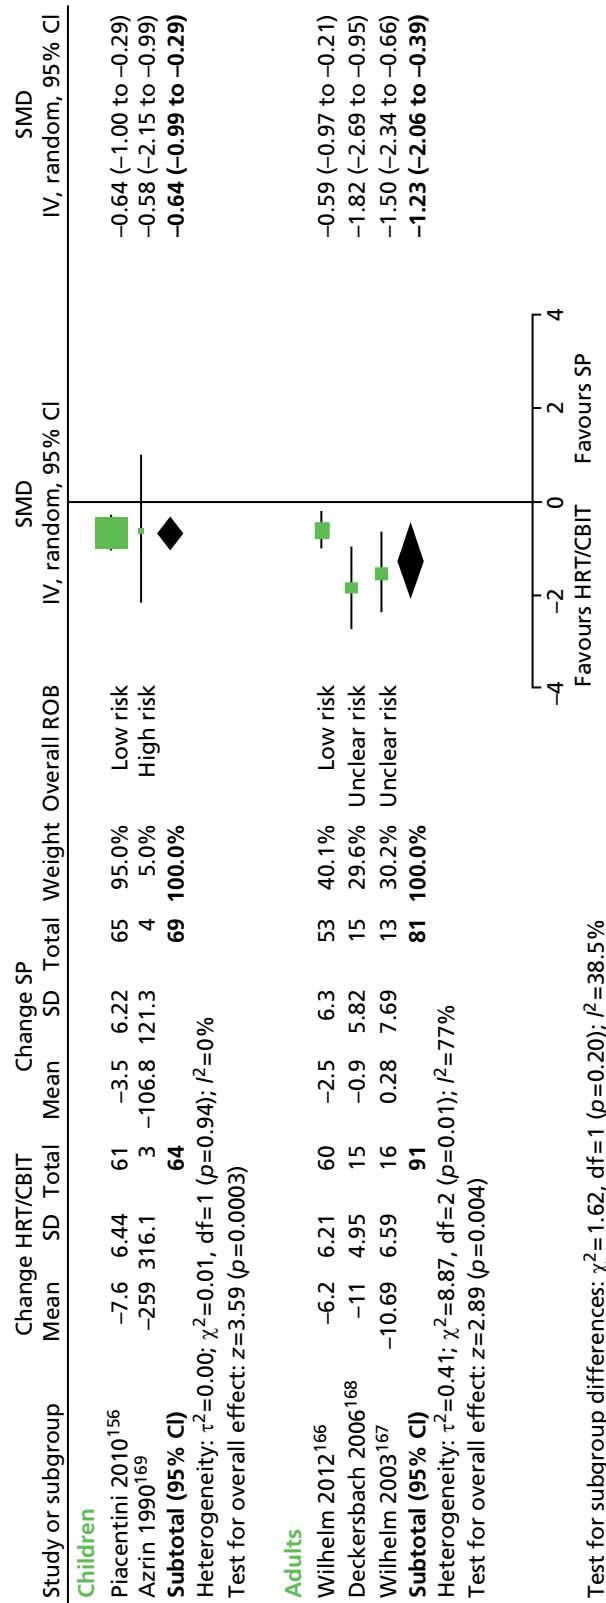 Change HRT/CBIT Change SP SMD SMD
Study or subgroup Mean SD Total Mean SD Total Weight Overall ROB IV, random, 95% CI IV, random, 95% CI
Children
Piacentini 2010156 −7.6 6.44 61 −3.5 6.22 65 95.0% Low risk −0.64 (−1.00 to −0.29)
Azrin 1990169 −259 316.1 3 −106.8 121.3 4 5.0% High risk −0.58 (−2.15 to −0.99)
Subtotal (95% CI) 64 69 100.0% −0.64 (−0.99 to −0.29)
Heterogeneity: τ2=0.00; χ2=0.01, df=1 (p=0.94); I2=0%
Test for overall effect: z=3.59 (p=0.0003)
Adults
Wilhelm 2012166 −6.2 6.21 60 −2.5 6.3 53 40.1% Low risk −0.59 (−0.97 to −0.21)
Deckersbach 2006168 −11 4.95 15 −0.9 5.82 15 29.6% Unclear risk −1.82 (−2.69 to −0.95)
Wilhelm 2003167 −10.69 6.59 16 0.28 7.69 13 30.2% Unclear risk −1.50 (−2.34 to −0.66)
Subtotal (95% CI) 91 81 100.0% −1.23 (−2.06 to −0.39)
Heterogeneity: τ2=0.41; χ2=8.87, df=2 (p=0.01); I2=77%
Test for overall effect: z=2.89 (p=0.004)
−4 −2 0 2 4
Favours HRT/CBIT Favours SP
Test for subgroup differences: χ2=1.62, df=1 (p=0.20); I2=38.5%